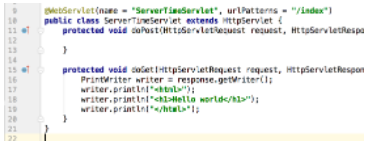 9 @WebServlet(name = "ServerTimeServlet", urlPatterns = "/index")
10 public class ServerTimeServlet extends HttpServlet {
11 protected void doPost(HttpServletRequest request, HttpServletRespo
12
13 }
14
15 protected void doGet(HttpServletRequest request, HttpServletRespon
16 PrintWriter writer = response.getWriter();
17 writer.println("<html>");
18 writer.println("<h1>Hello world</h1>");
19 writer.println("</html>");
20 }
21 }
22